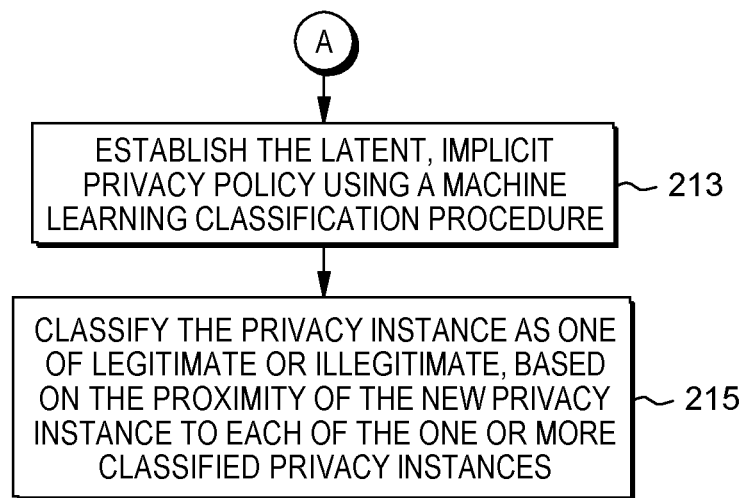 A
ESTABLISH THE LATENT, IMPLICIT
PRIVACY POLICY USING A MACHINE
LEARNING CLASSIFICATION PROCEDURE
213
CLASSIFY THE PRIVACY INSTANCE AS ONE
OF LEGITIMATE OR ILLEGITIMATE, BASED
ON THE PROXIMITY OF THE NEW PRIVACY
INSTANCE TO EACH OF THE ONE OR MORE
CLASSIFIED PRIVACY INSTANCES
215